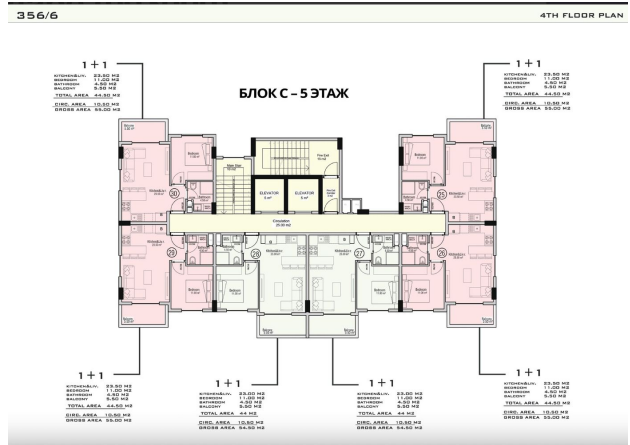 356/6
4TH FLOOR PLAN
БЛОК C – 5 ЭТАЖ
1+1
KITCHEN&LIV. 23.50 M2
BEDROOM 11.00 M2
BATHROOM 4.50 M2
BALCONY 5.50 M2
TOTAL AREA 44.50 M2
CIRC. AREA 10.50 M2
GROSS AREA 55.00 M2
1+1
KITCHEN&LIV. 23.50 M2
BEDROOM 11.00 M2
BATHROOM 4.50 M2
BALCONY 5.50 M2
TOTAL AREA 44.50 M2
CIRC. AREA 10.50 M2
GROSS AREA 55.00 M2
Main Stair
Fire Exit
ELEVATOR
ELEVATOR
Circulation
30
25
29
28
27
26
1+1
KITCHEN&LIV. 23.50 M2
BEDROOM 11.00 M2
BATHROOM 4.50 M2
BALCONY 5.50 M2
TOTAL AREA 44.50 M2
CIRC. AREA 10.50 M2
GROSS AREA 55.00 M2
1+1
KITCHEN&LIV. 23.00 M2
BEDROOM 11.00 M2
BATHROOM 4.50 M2
BALCONY 5.50 M2
TOTAL AREA 44 M2
CIRC. AREA 10.50 M2
GROSS AREA 54.50 M2
1+1
KITCHEN&LIV. 23.00 M2
BEDROOM 11.00 M2
BATHROOM 4.50 M2
BALCONY 5.50 M2
TOTAL AREA 44 M2
CIRC. AREA 10.50 M2
GROSS AREA 54.50 M2
1+1
KITCHEN&LIV. 23.50 M2
BEDROOM 11.00 M2
BATHROOM 4.50 M2
BALCONY 5.50 M2
TOTAL AREA 44.50 M2
CIRC. AREA 10.50 M2
GROSS AREA 55.00 M2